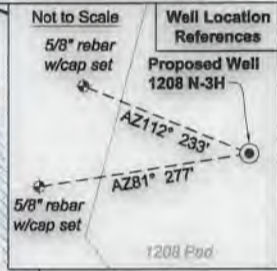 Not to Scale
Well Location
References
5/8" rebar
w/cap set
Proposed Well
1208 N-3H
AZ112° 233'
AZ81° 277'
5/8" rebar
w/cap set
1208 Pad